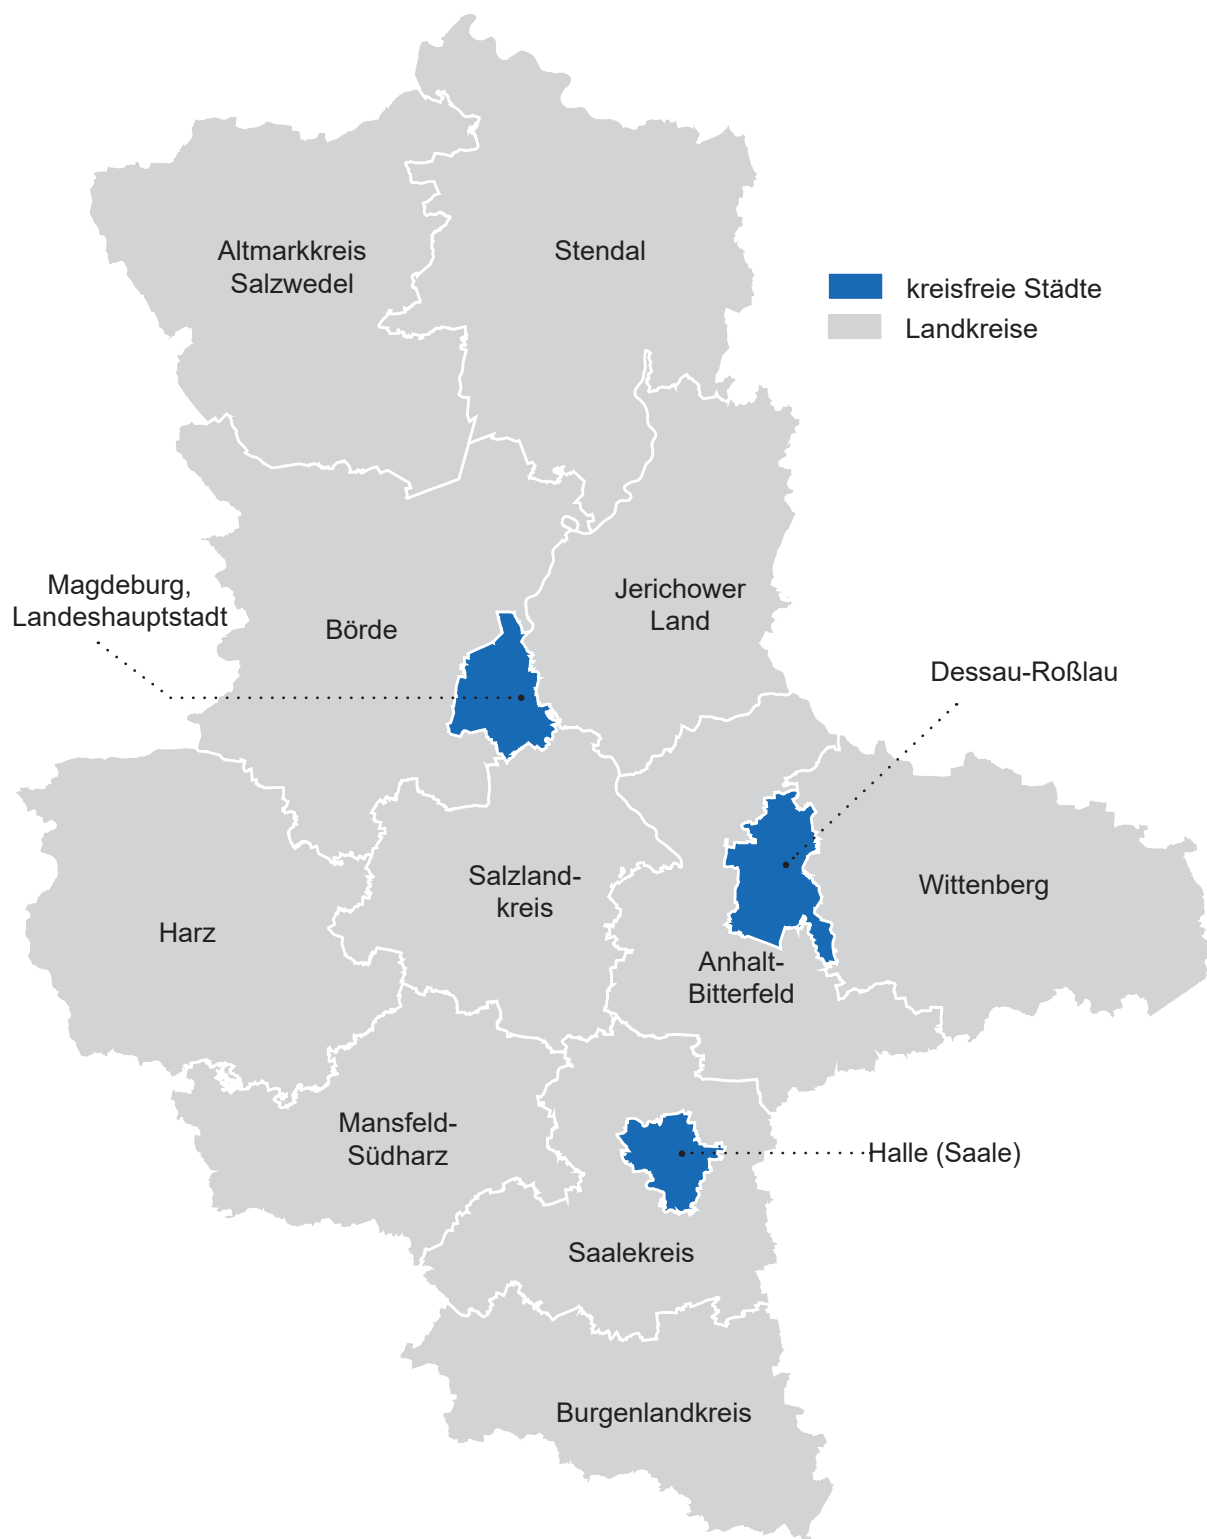 Altmarkkreis
Salzwedel
Stendal
kreisfreie Städte
Landkreise
Magdeburg,
Landeshauptstadt
Börde
Jerichower
Land
Dessau-Roßlau
Harz
Salzland-
kreis
Wittenberg
Anhalt-
Bitterfeld
Mansfeld-
Südharz
Halle (Saale)
Saalekreis
Burgenlandkreis